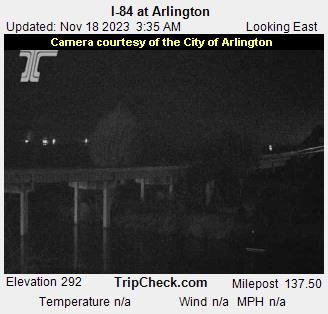 I-84 at Arlington
Updated: Nov 18 2023 3:35 AM Looking East
Camera courtesy of the City of Arlington
Elevation 292 TripCheck.com Milepost 137.50
Temperature n/a Wind n/a MPH n/a